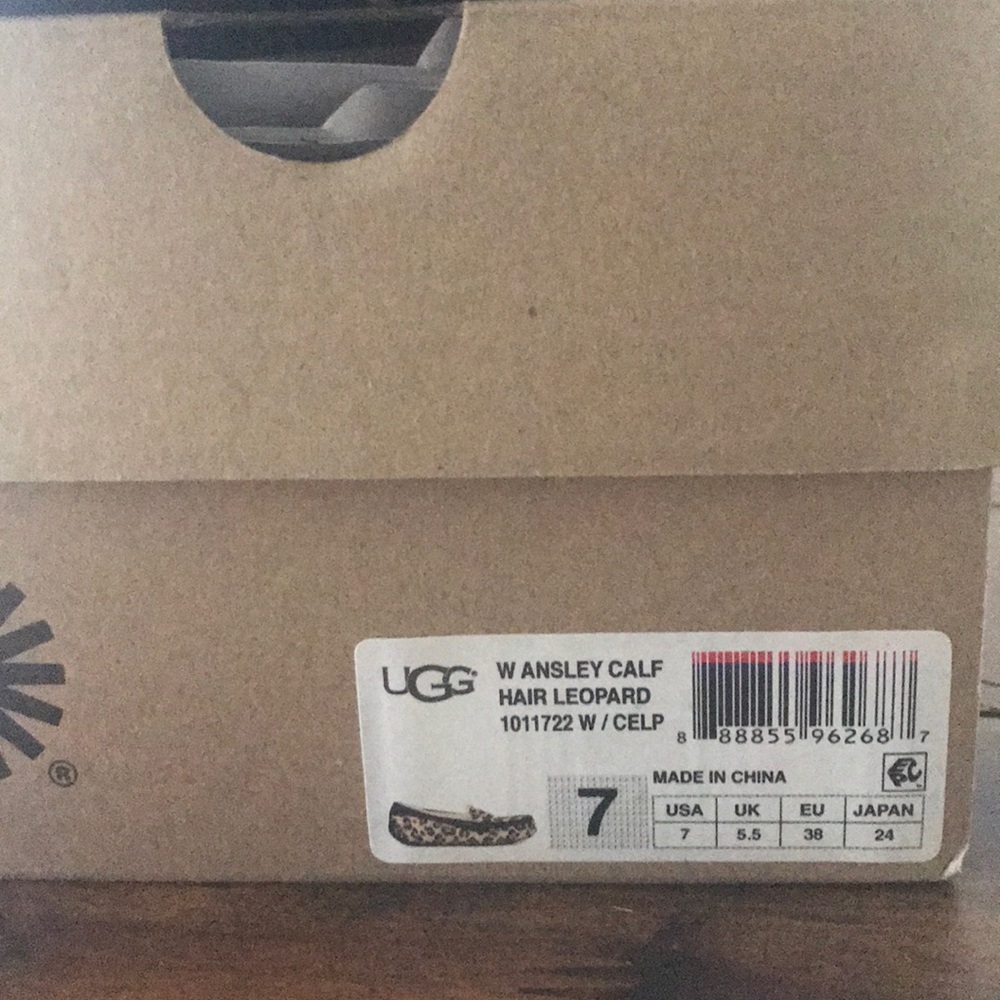 UGG®
W ANSLEY CALF
HAIR LEOPARD
1011722 W / CELP
8 88855 96268 7
MADE IN CHINA
7
USA UK EU JAPAN
7 5.5 38 24
®